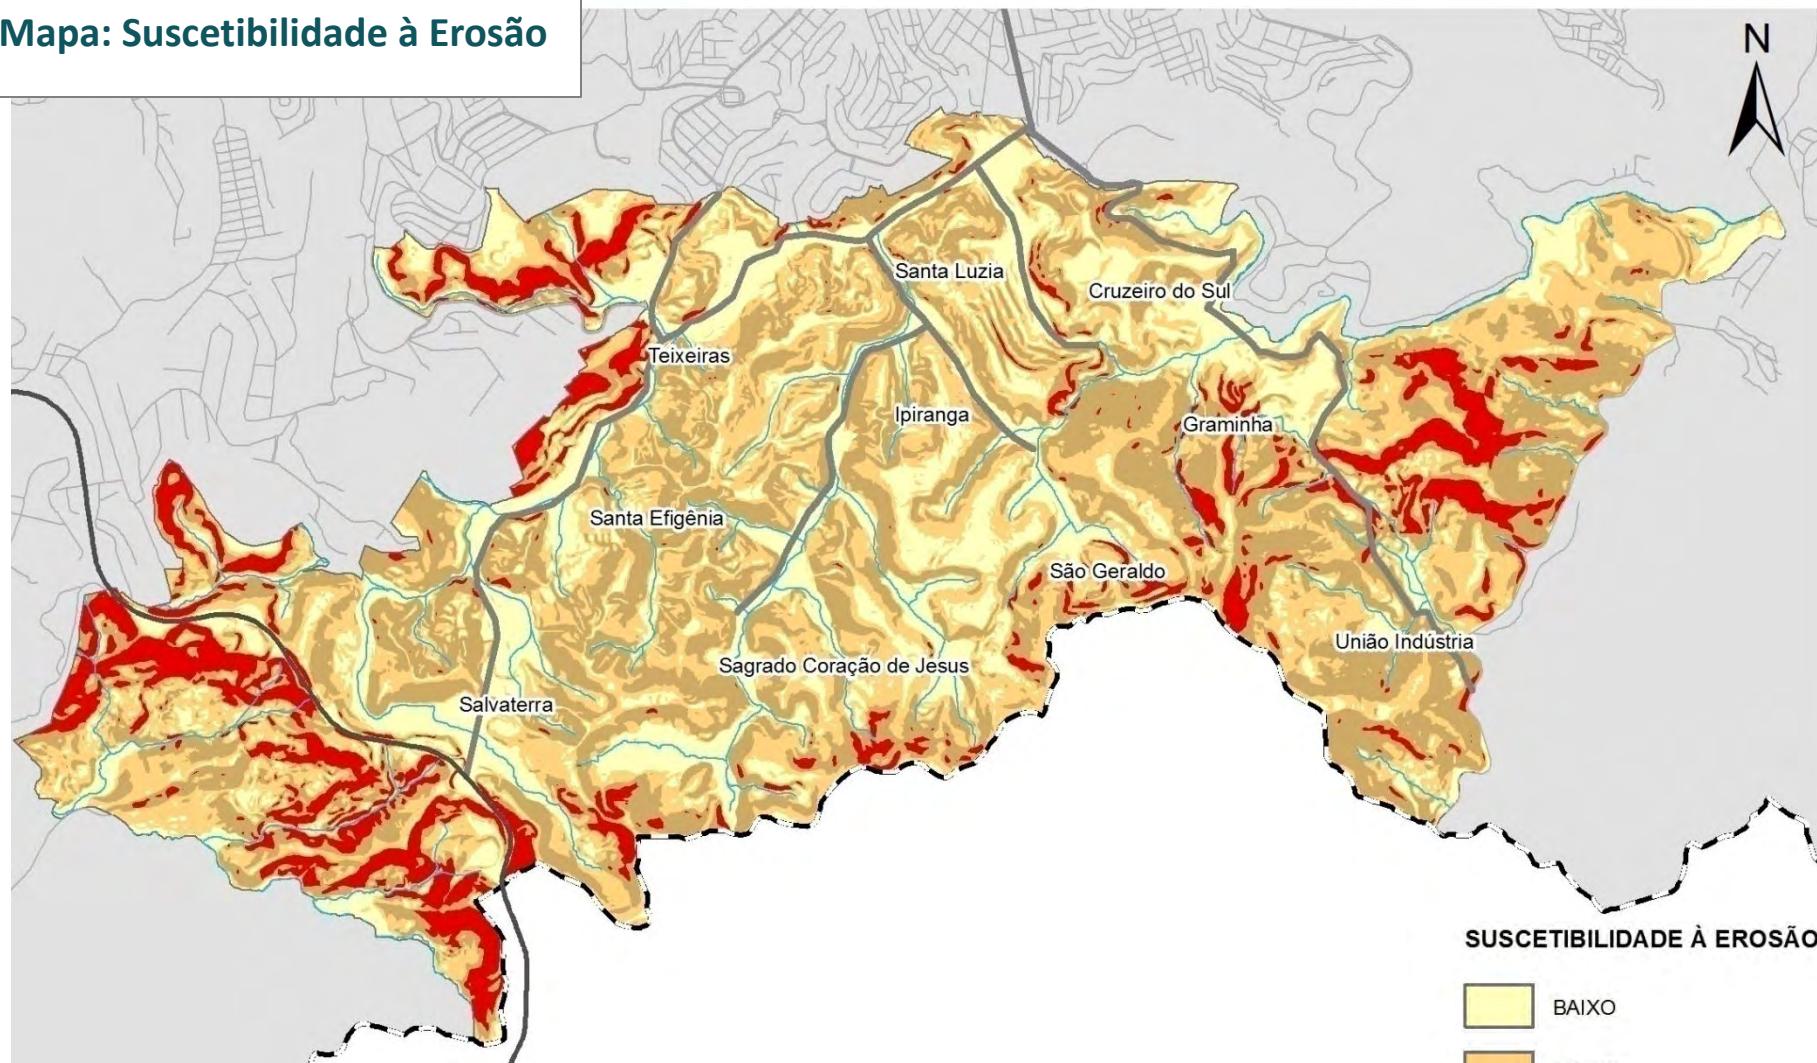 Mapa: Suscetibilidade à Erosão
N
Santa Luzia
Cruzeiro do Sul
Teixeiras
Ipiranga
Graminha
Santa Efigênia
São Geraldo
União Indústria
Sagrado Coração de Jesus
Salvaterra
SUSCETIBILIDADE À EROSÃO
BAIXO